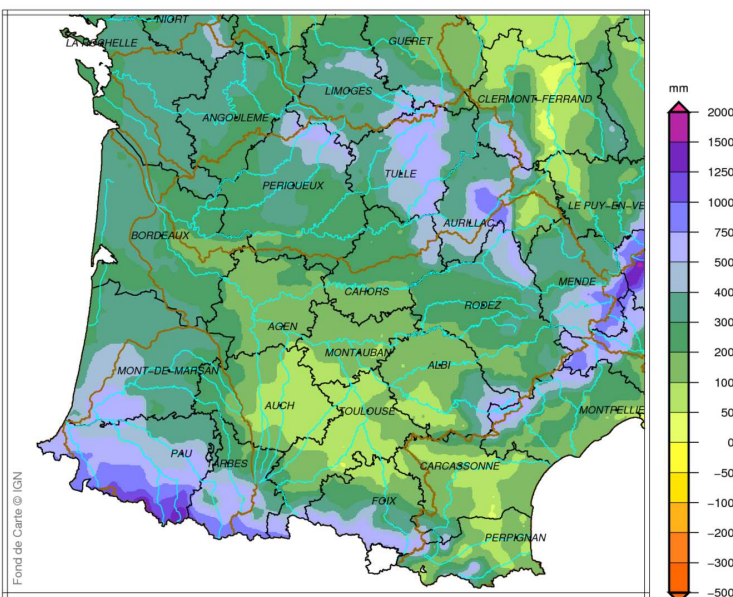 NIORT
LA ROCHELLE
GUERET
LIMOGES
CLERMONT-FERRAND
ANGOULEME
TULLE
PERIGUEUX
LE PUY-EN-VE
AURILLAC
BORDEAUX
MENDE
CAHORS
RODEZ
AGEN
MONTAUBAN
ALBI
MONT-DE-MARSAN
AUCH
TOULOUSE
MONTPELLIE
PAU
TARBES
CARCASSONNE
FOIX
PERPIGNAN
Fond de Carte © IGN
mm
2000
1500
1250
1000
750
500
400
300
200
100
50
0
-50
-100
-200
-300
-500